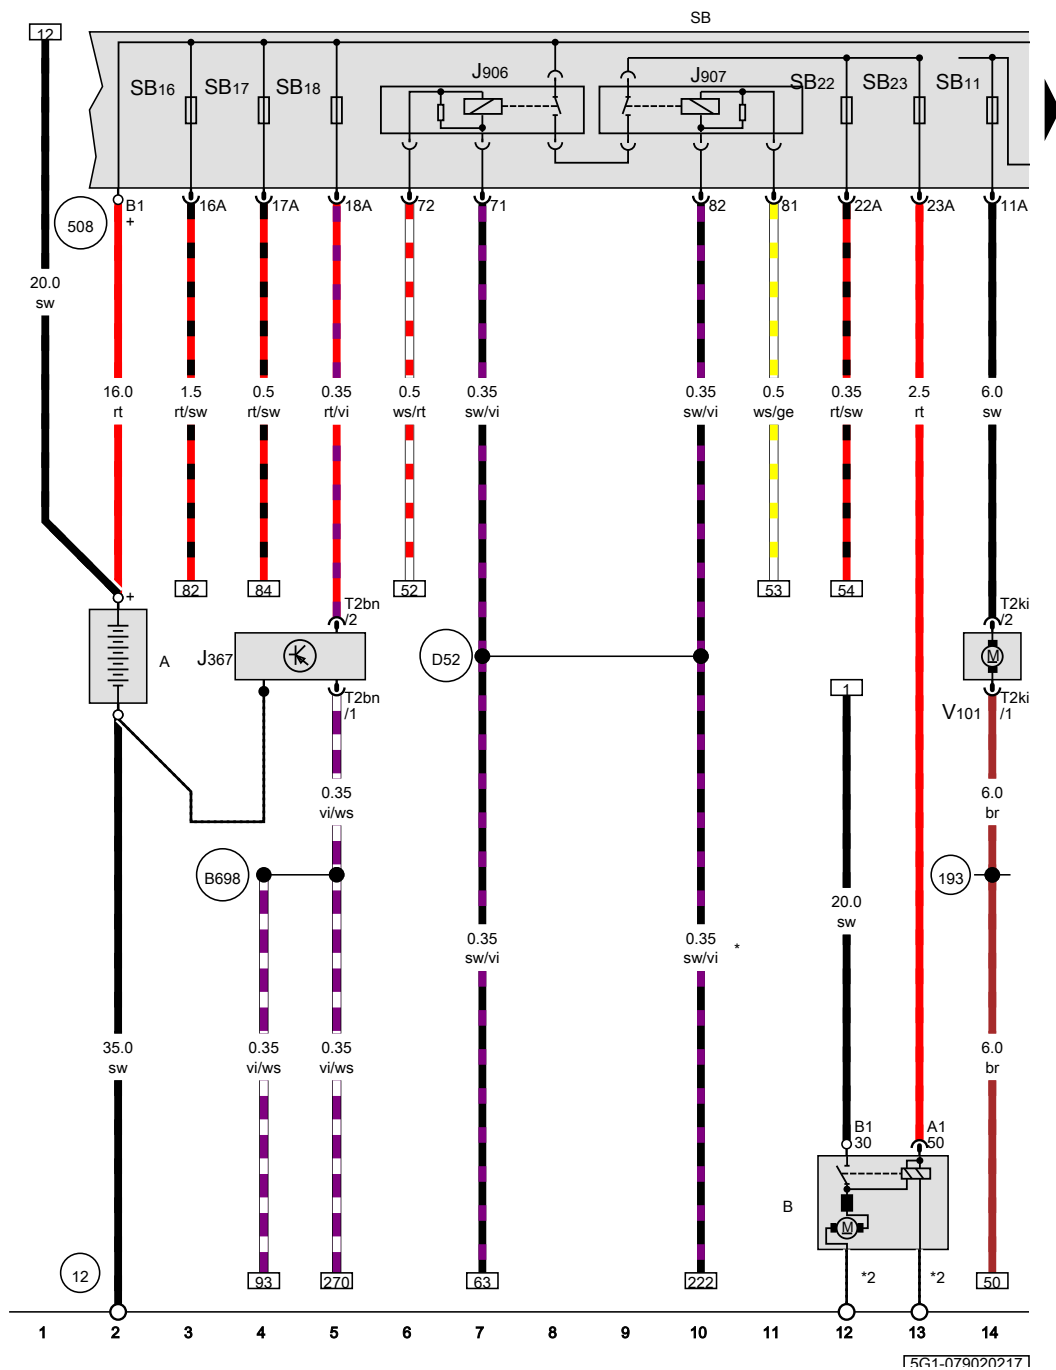 SB
12
J906
J907
SB16
SB17
SB18
SB22
SB23
SB11
508
B1
+
16A
17A
18A
72
71
82
81
22A
23A
11A
20.0
sw
16.0
rt
1.5
rt/sw
0.5
rt/sw
0.35
rt/vi
0.5
ws/rt
0.35
sw/vi
0.35
sw/vi
0.5
ws/ge
0.35
rt/sw
2.5
rt
6.0
sw
82
84
52
53
54
+
T2bn
/2
T2ki
/2
A
J367
D52
M
T2bn
/1
1
V101
T2ki
/1
0.35
vi/ws
6.0
br
B698
193
20.0
sw
0.35
sw/vi
0.35
sw/vi
*
35.0
sw
0.35
vi/ws
0.35
vi/ws
6.0
br
B1
30
A1
50
B
M
12
93
270
63
222
*2
*2
50
1 2 3 4 5 6 7 8 9 10 11 12 13 14
5G1-079020217